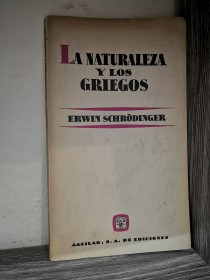 LA NATURALEZA
Y LOS
GRIEGOS
ERWIN SCHRÖDINGER
AGUILAR, S. A. DE EDICIONES